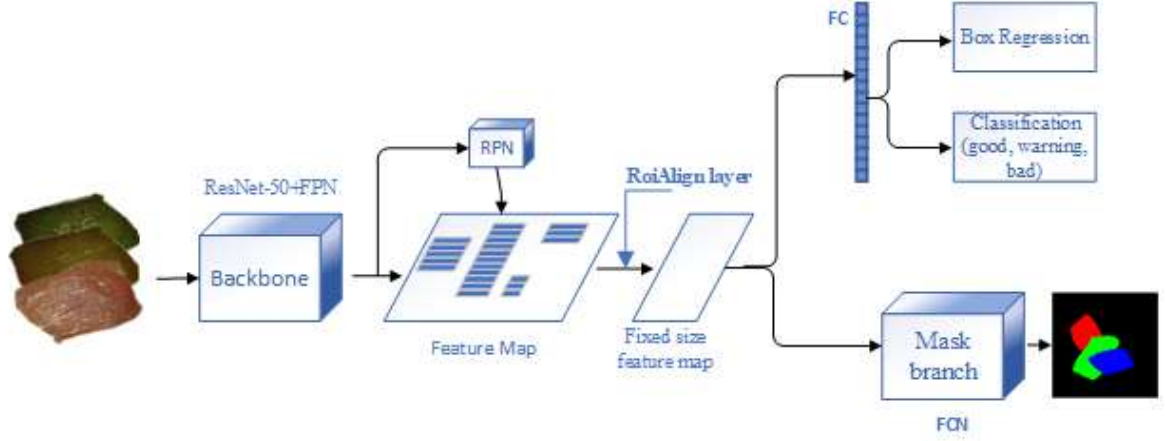 FC
Box Regression
Classification
(good, warning,
bad)
RPN
RoiAlign layer
ResNet-50+FPN
Backbone
Feature Map
Fixed size
feature map
Mask
branch
FCN